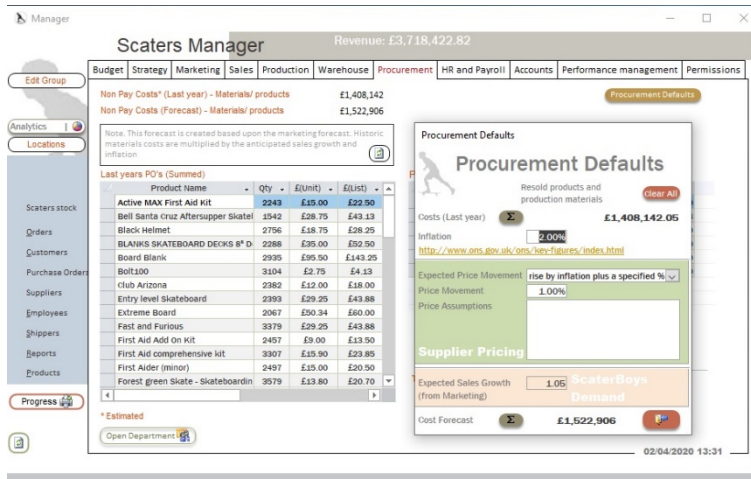 Manager
Scaters Manager
Revenue: £3,718,422.82
Edit Group
Analytics
Locations
Scaters stock
Orders
Customers
Purchase Orders
Suppliers
Employees
Shippers
Reports
Products
Progress
Budget Strategy Marketing Sales Production Warehouse Procurement HR and Payroll Accounts Performance management Permissions
Non Pay Costs* (Last year) - Materials/ products £1,408,142
Non Pay Costs (Forecast) - Materials/ products £1,522,906
Procurement Defaults
Note. This forecast is created based upon the marketing forecast. Historic
materials costs are multiplied by the anticipated sales growth and
inflation
Last years PO's (Summed)
Product Name Qty £(Unit) £(List)
Active MAX First Aid Kit 2243 £15.00 £22.50
Bell Santa Cruz Aftersupper Skatel 1542 £28.75 £43.13
Black Helmet 2756 £18.75 £28.25
BLANKS SKATEBOARD DECKS 8" D 2288 £35.00 £52.50
Board Blank 2935 £95.50 £143.25
Bolt100 3104 £2.75 £4.13
Club Arizona 2382 £12.00 £18.00
Entry level Skateboard 2393 £29.25 £43.88
Extreme Board 2067 £50.34 £60.00
Fast and Furious 3379 £29.25 £43.88
First Aid Add On Kit 2457 £9.00 £13.50
First Aid comprehensive kit 3307 £15.90 £23.85
First Aider (minor) 2497 £15.00 £20.50
Forest green Skate - Skateboardin 3579 £13.80 £20.70
* Estimated
Open Department
Procurement Defaults
Procurement Defaults
Resold products and
production materials
Clear All
Costs (Last year) Σ £1,408,142.05
Inflation 2.00%
http://www.ons.gov.uk/ons/key-figures/index.html
Expected Price Movement rise by inflation plus a specified %
Price Movement 1.00%
Price Assumptions
Supplier Pricing
Expected Sales Growth 1.05 ScaterBoys
(from Marketing) Demand
Cost Forecast Σ £1,522,906
02/04/2020 13:31